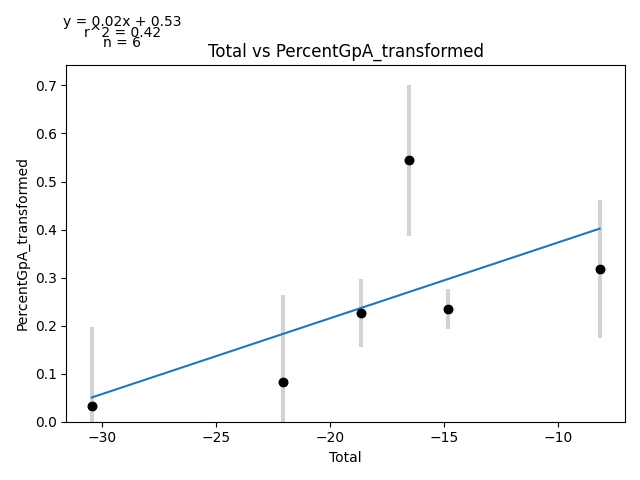 y = 0.02x + 0.53
r^2 = 0.42
n = 6
Total vs PercentGpA_transformed
PercentGpA_transformed
0.7
0.6
0.5
0.4
0.3
0.2
0.1
0.0
−30
−25
−20
−15
−10
Total